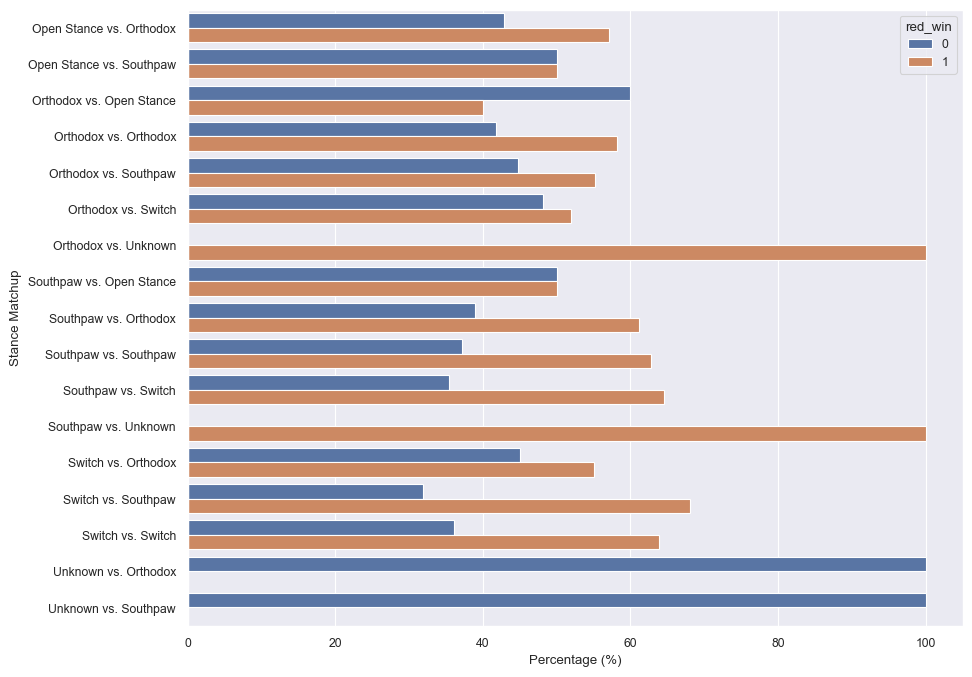 red_win
0
1
Stance Matchup
Open Stance vs. Orthodox
Open Stance vs. Southpaw
Orthodox vs. Open Stance
Orthodox vs. Orthodox
Orthodox vs. Southpaw
Orthodox vs. Switch
Orthodox vs. Unknown
Southpaw vs. Open Stance
Southpaw vs. Orthodox
Southpaw vs. Southpaw
Southpaw vs. Switch
Southpaw vs. Unknown
Switch vs. Orthodox
Switch vs. Southpaw
Switch vs. Switch
Unknown vs. Orthodox
Unknown vs. Southpaw
0 20 40 60 80 100
Percentage (%)